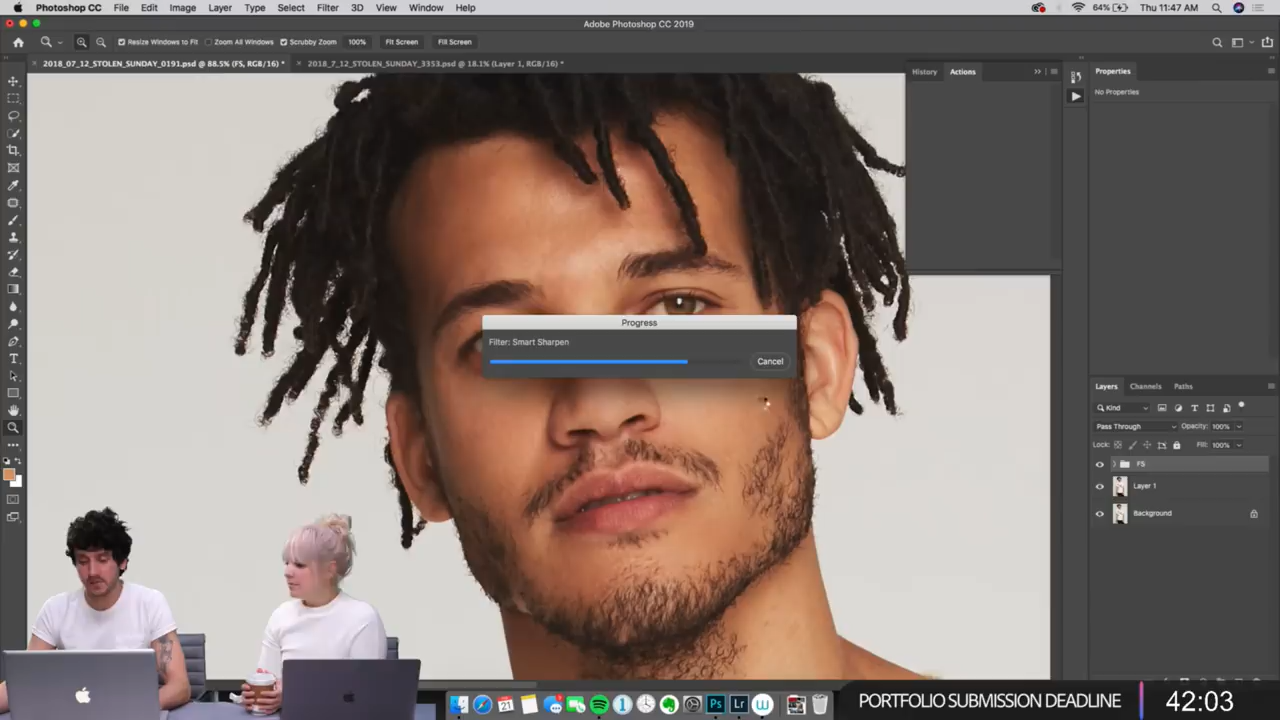 Photoshop CC File Edit Image Layer Type Select Filter 3D View Window Help 64% Thu 11:47 AM
Adobe Photoshop CC 2019
Resize Windows to Fit Zoom All Windows Scrubby Zoom 100% Fit Screen Fill Screen
2018_07_12_STOLEN_SUNDAY_0191.psd @ 88.5% (FS, RGB/16) * 2018_7_12_STOLEN_SUNDAY_3353.psd @ 18.1% (Layer 1, RGB/16) *
History Actions
Properties
No Properties
Progress
Filter: Smart Sharpen
Cancel
Layers Channels Paths
Kind
Pass Through Opacity: 100%
Lock: Fill: 100%
FS
Layer 1
Background
21
Ps Lr
PORTFOLIO SUBMISSION DEADLINE 42:03